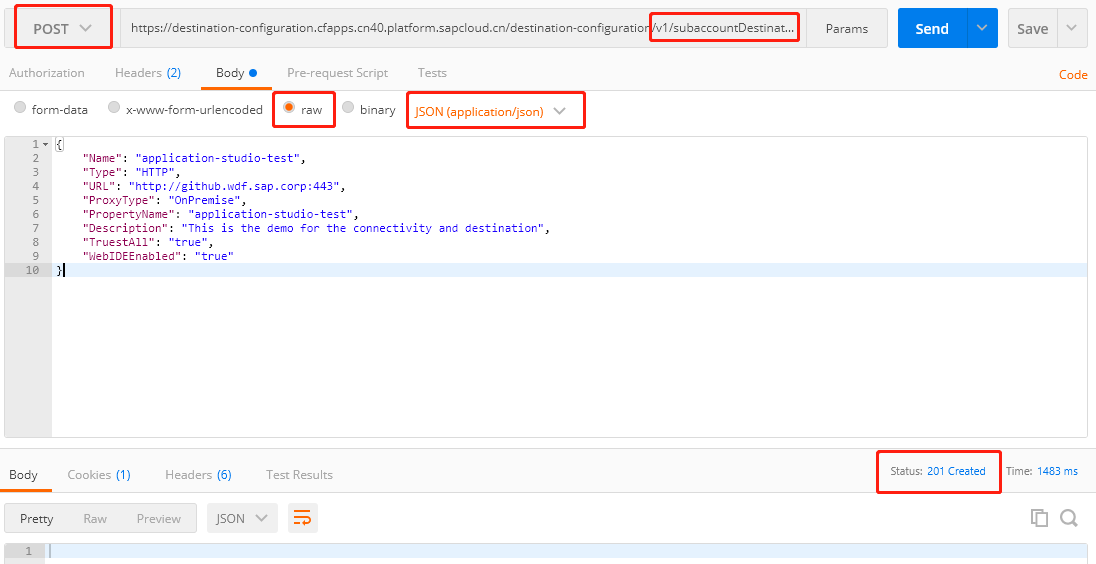 POST https://destination-configuration.cfapps.cn40.platform.sapcloud.cn/destination-configuration/v1/subaccountDestinat... Params Send Save
Authorization Headers (2) Body Pre-request Script Tests Code
form-data x-www-form-urlencoded raw binary JSON (application/json)
1 {
2 "Name": "application-studio-test",
3 "Type": "HTTP",
4 "URL": "http://github.wdf.sap.corp:443",
5 "ProxyType": "OnPremise",
6 "PropertyName": "application-studio-test",
7 "Description": "This is the demo for the connectivity and destination",
8 "TruestAll": "true",
9 "WebIDEEnabled": "true"
10 }
Body Cookies (1) Headers (6) Test Results Status: 201 Created Time: 1483 ms
Pretty Raw Preview JSON
1